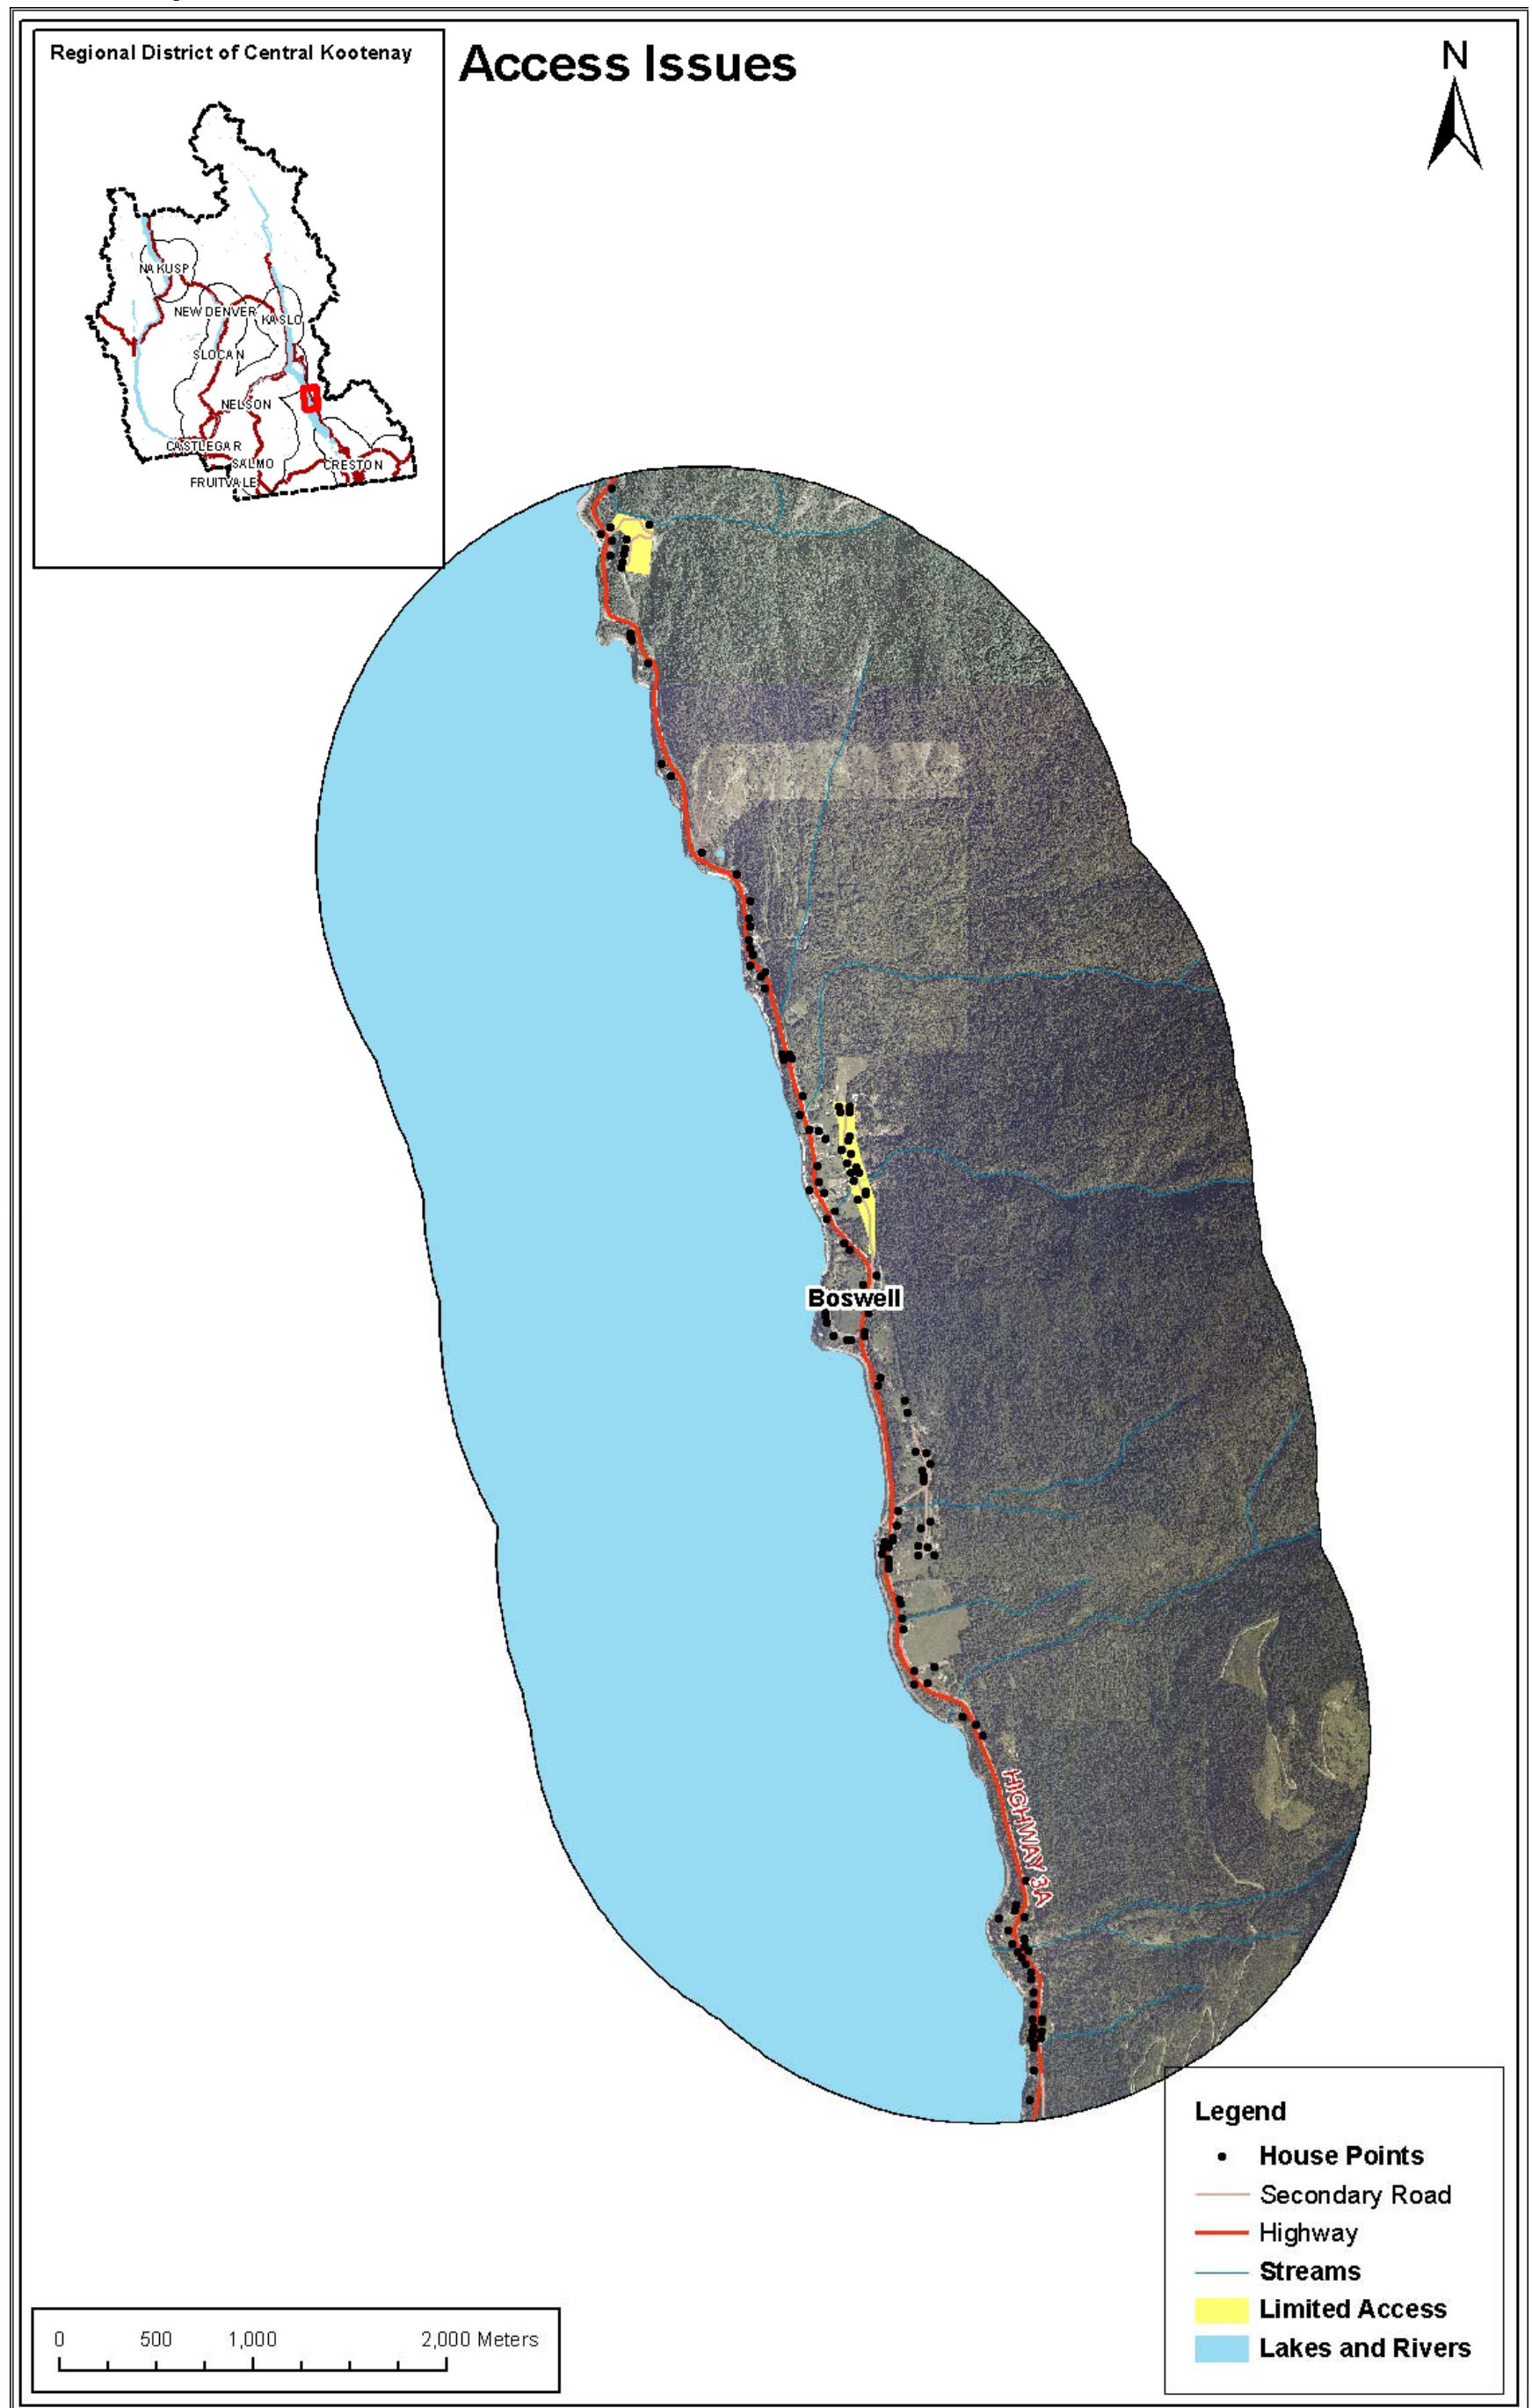 Regional District of Central Kootenay
Access Issues
N
NAKUSP
NEW DENVER
KASLO
SLOCAN
NELSON
CASTLEGAR
SALMO
CRESTON
FRUITVALE
Boswell
HIGHWAY 3A
Legend
House Points
Secondary Road
Highway
Streams
Limited Access
Lakes and Rivers
0 500 1,000 2,000 Meters